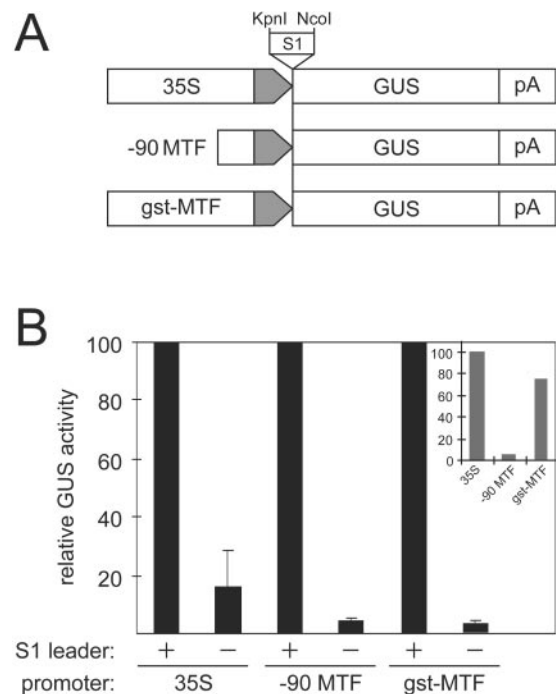 A
KpnI NcoI
S1
35S GUS pA
-90 MTF GUS pA
gst-MTF GUS pA
B
relative GUS activity
100
80
60
40
20
100
80
60
40
20
0
35S
-90 MTF
gst-MTF
S1 leader: + − + − + −
promoter: 35S -90 MTF gst-MTF